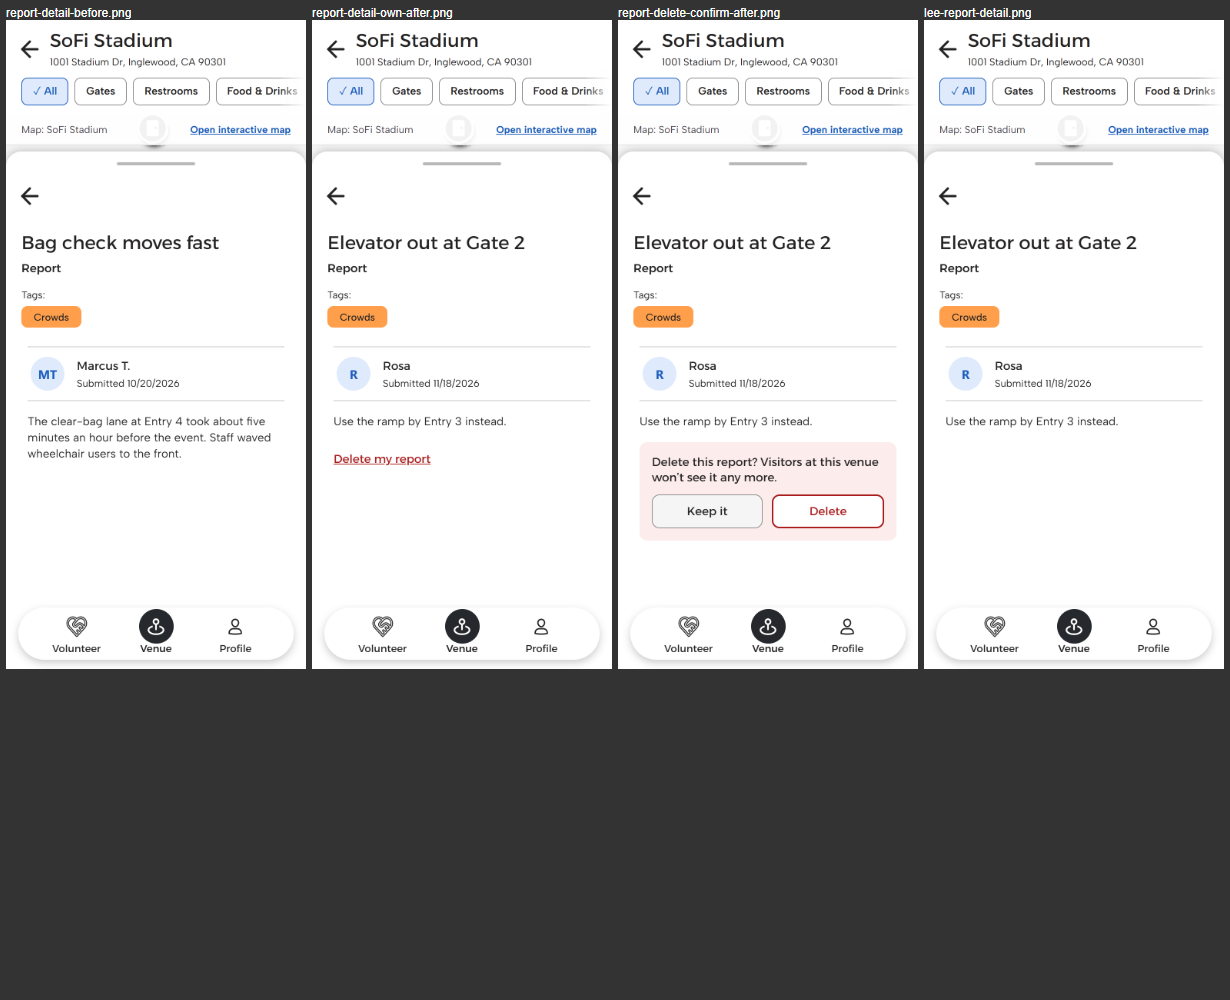 report-detail-before.png
SoFi Stadium
1001 Stadium Dr, Inglewood, CA 90301
✓ All
Gates
Restrooms
Food & Drinks
Map: SoFi Stadium
Open interactive map
Bag check moves fast
Report
Tags:
Crowds
MT
Marcus T.
Submitted 10/20/2026
The clear-bag lane at Entry 4 took about five
minutes an hour before the event. Staff waved
wheelchair users to the front.
Volunteer
Venue
Profile
report-detail-own-after.png
SoFi Stadium
1001 Stadium Dr, Inglewood, CA 90301
✓ All
Gates
Restrooms
Food & Drinks
Map: SoFi Stadium
Open interactive map
Elevator out at Gate 2
Report
Tags:
Crowds
R
Rosa
Submitted 11/18/2026
Use the ramp by Entry 3 instead.
Delete my report
Volunteer
Venue
Profile
report-delete-confirm-after.png
SoFi Stadium
1001 Stadium Dr, Inglewood, CA 90301
✓ All
Gates
Restrooms
Food & Drinks
Map: SoFi Stadium
Open interactive map
Elevator out at Gate 2
Report
Tags:
Crowds
R
Rosa
Submitted 11/18/2026
Use the ramp by Entry 3 instead.
Delete this report? Visitors at this venue
won't see it any more.
Keep it
Delete
Volunteer
Venue
Profile
lee-report-detail.png
SoFi Stadium
1001 Stadium Dr, Inglewood, CA 90301
✓ All
Gates
Restrooms
Food & Drinks
Map: SoFi Stadium
Open interactive map
Elevator out at Gate 2
Report
Tags:
Crowds
R
Rosa
Submitted 11/18/2026
Use the ramp by Entry 3 instead.
Volunteer
Venue
Profile